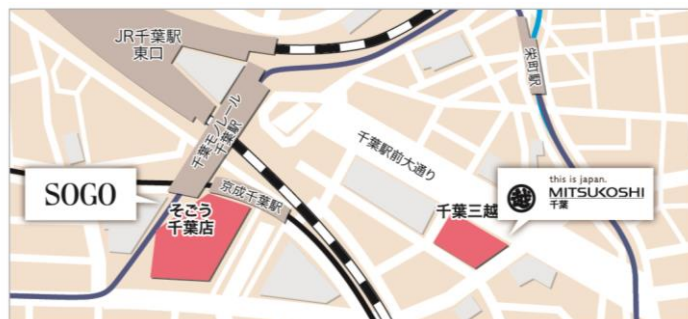 JR千葉駅
東口
千葉モノレール
千葉駅
栄町駅
千葉駅前大通り
SOGO
京成千葉駅
そごう
千葉店
千葉三越
越
this is japan.
MITSUKOSHI
千葉